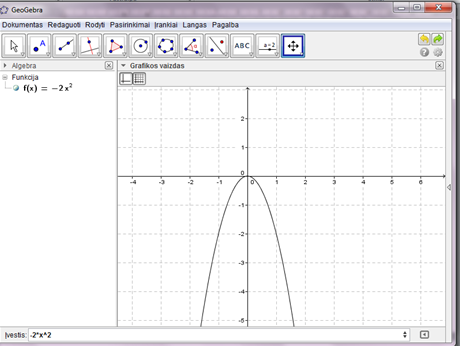 GeoGebra
Dokumentas Redaguoti Rodyti Pasirinkimai Įrankiai Langas Pagalba
A
ABC
a=2
Algebra
Grafikos vaizdas
Funkcija
f(x) = −2 x²
2
1
0
-4 -3 -2 -1 0 1 2 3 4 5 6
-1
-2
-3
-4
-5
Įvestis: -2*x^2